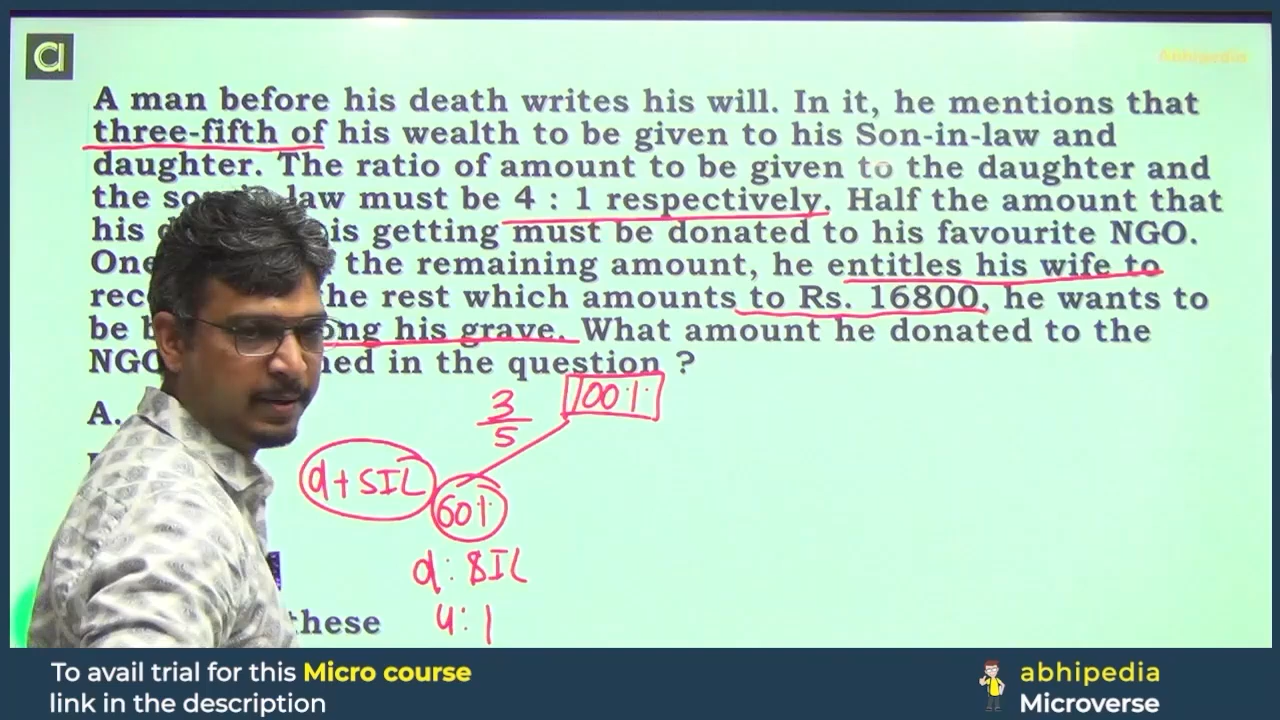 a
Abhipedia
A man before his death writes his will. In it, he mentions that
three-fifth of his wealth to be given to his Son-in-law and
daughter. The ratio of amount to be given to the daughter and
the law must be 4 : 1 respectively. Half the amount that
his is getting must be donated to his favourite NGO.
One the remaining amount, he entitles his wife to
the rest which amounts to Rs. 16800, he wants to
be his grave. What amount he donated to the
NGO in the question ?
A.
100%
3/5
d + SIL
60%
d : SIL
4 : 1
these
To avail trial for this Micro course
link in the description
abhipedia
Microverse